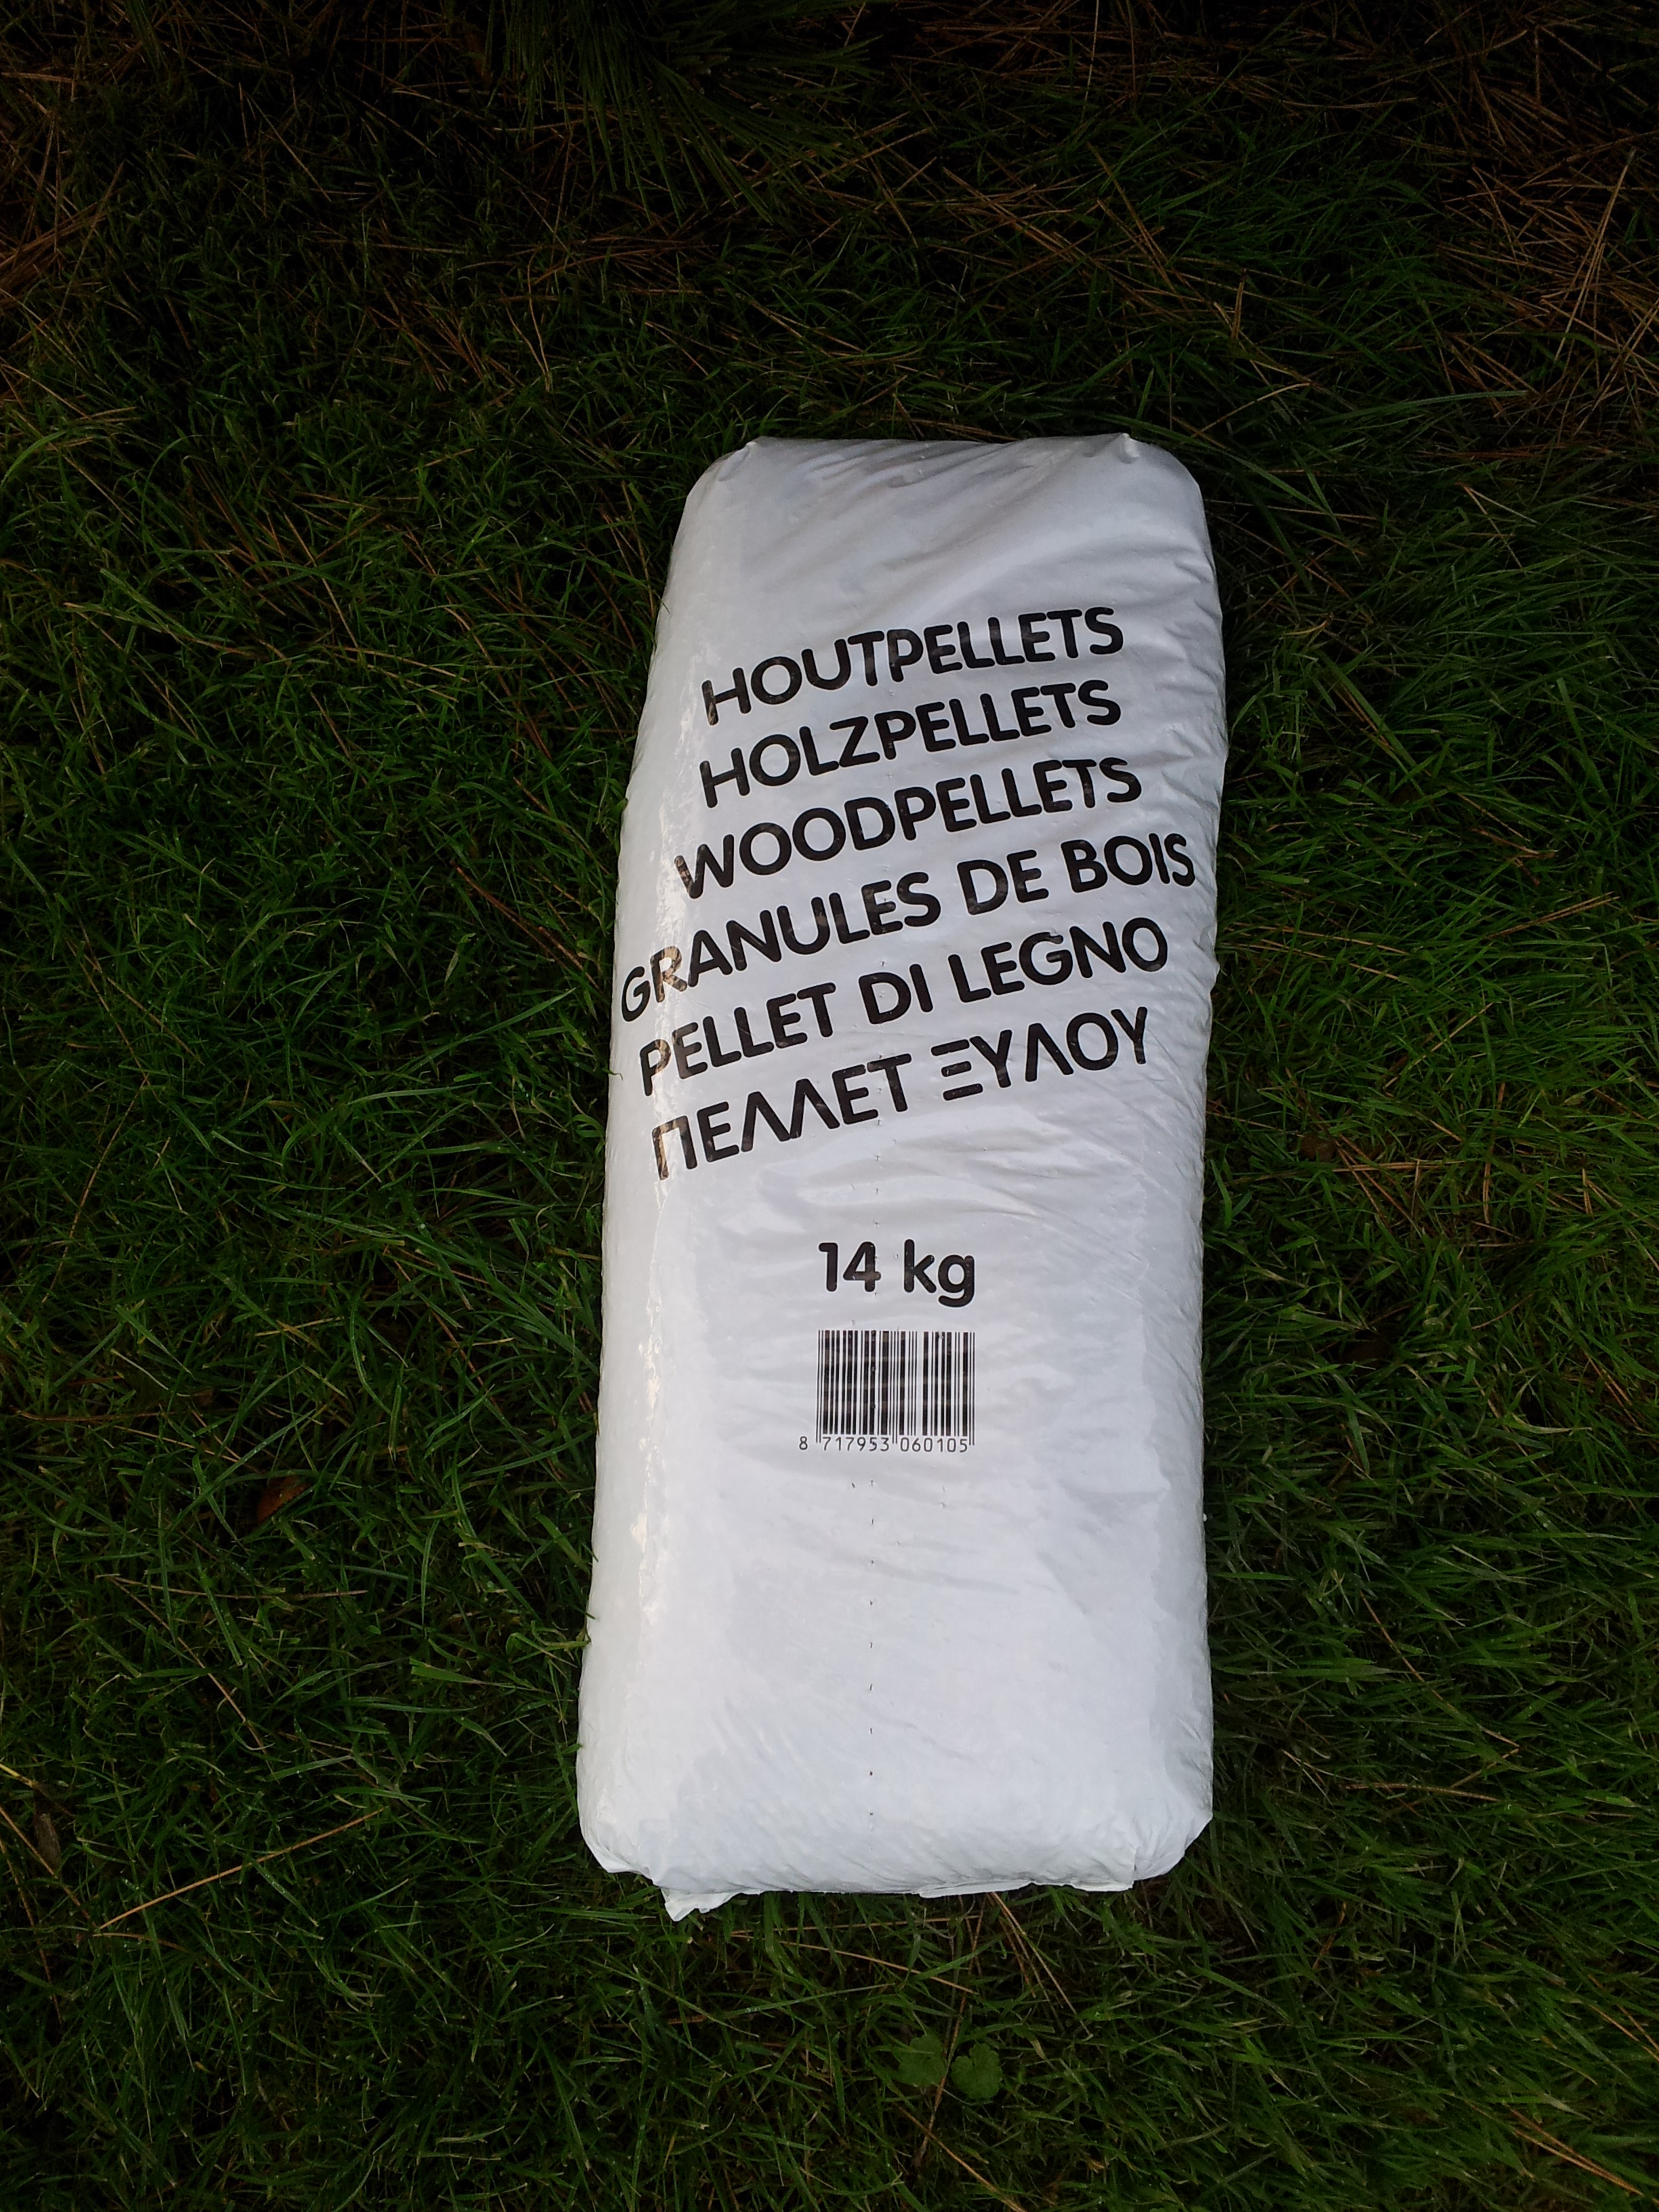 HOUTPELLETS
HOLZPELLETS
WOODPELLETS
GRANULES DE BOIS
PELLET DI LEGNO
ΠΕΛΛΕΤ ΞΥΛΟΥ
14 kg
8 717953 060105